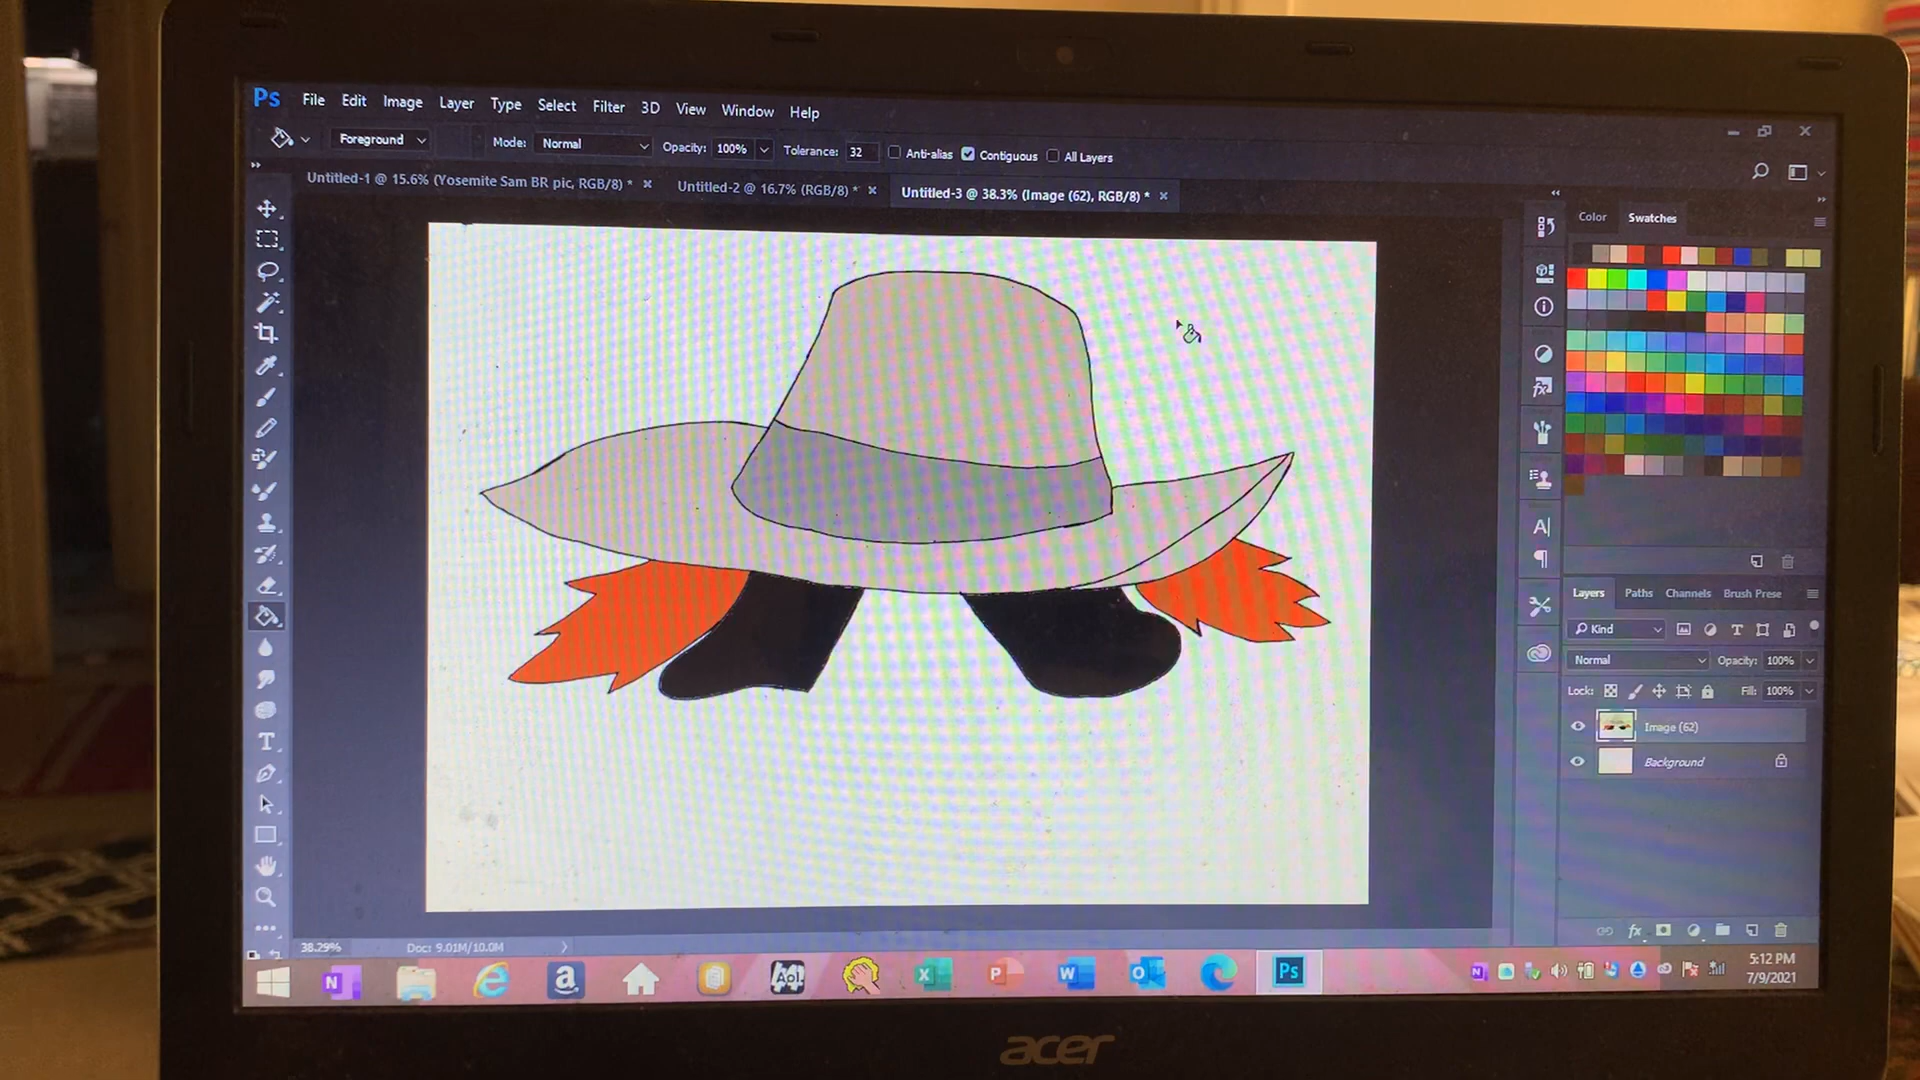 Ps File Edit Image Layer Type Select Filter 3D View Window Help
Foreground Mode: Normal Opacity: 100% Tolerance: 32 Anti-alias Contiguous All Layers
Untitled-1 @ 15.6% (Yosemite Sam BR pic, RGB/8) * × Untitled-2 @ 16.7% (RGB/8) * × Untitled-3 @ 38.3% (Image (62), RGB/8) * ×
Color Swatches
Layers Paths Channels Brush Prese
Kind
Normal Opacity: 100%
Lock: Fill: 100%
Image (62)
Background
38.29% Doc: 9.01M/10.0M
N a Aol X P W O Ps
5:12 PM
7/9/2021
acer